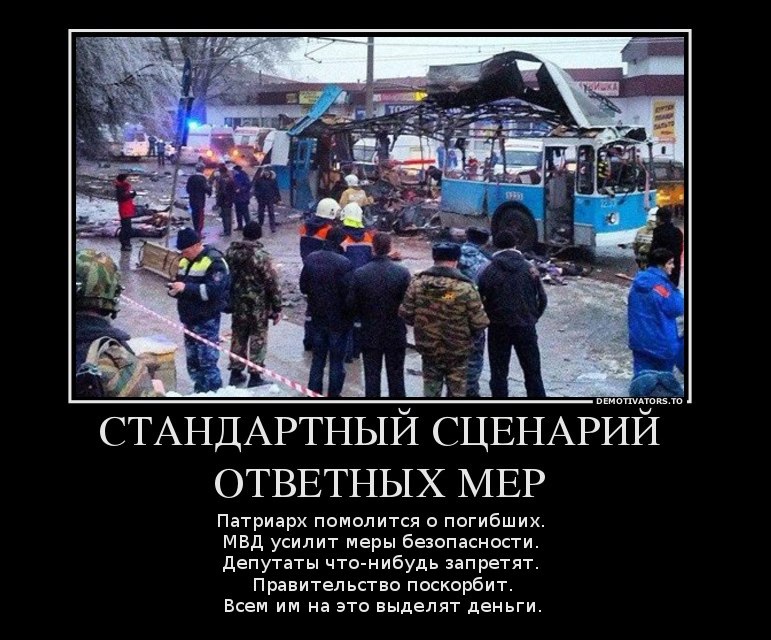 1233
DEMOTIVATORS.TO
СТАНДАРТНЫЙ СЦЕНАРИЙ
ОТВЕТНЫХ МЕР
Патриарх помолится о погибших.
МВД усилит меры безопасности.
Депутаты что-нибудь запретят.
Правительство поскорбит.
Всем им на это выделят деньги.